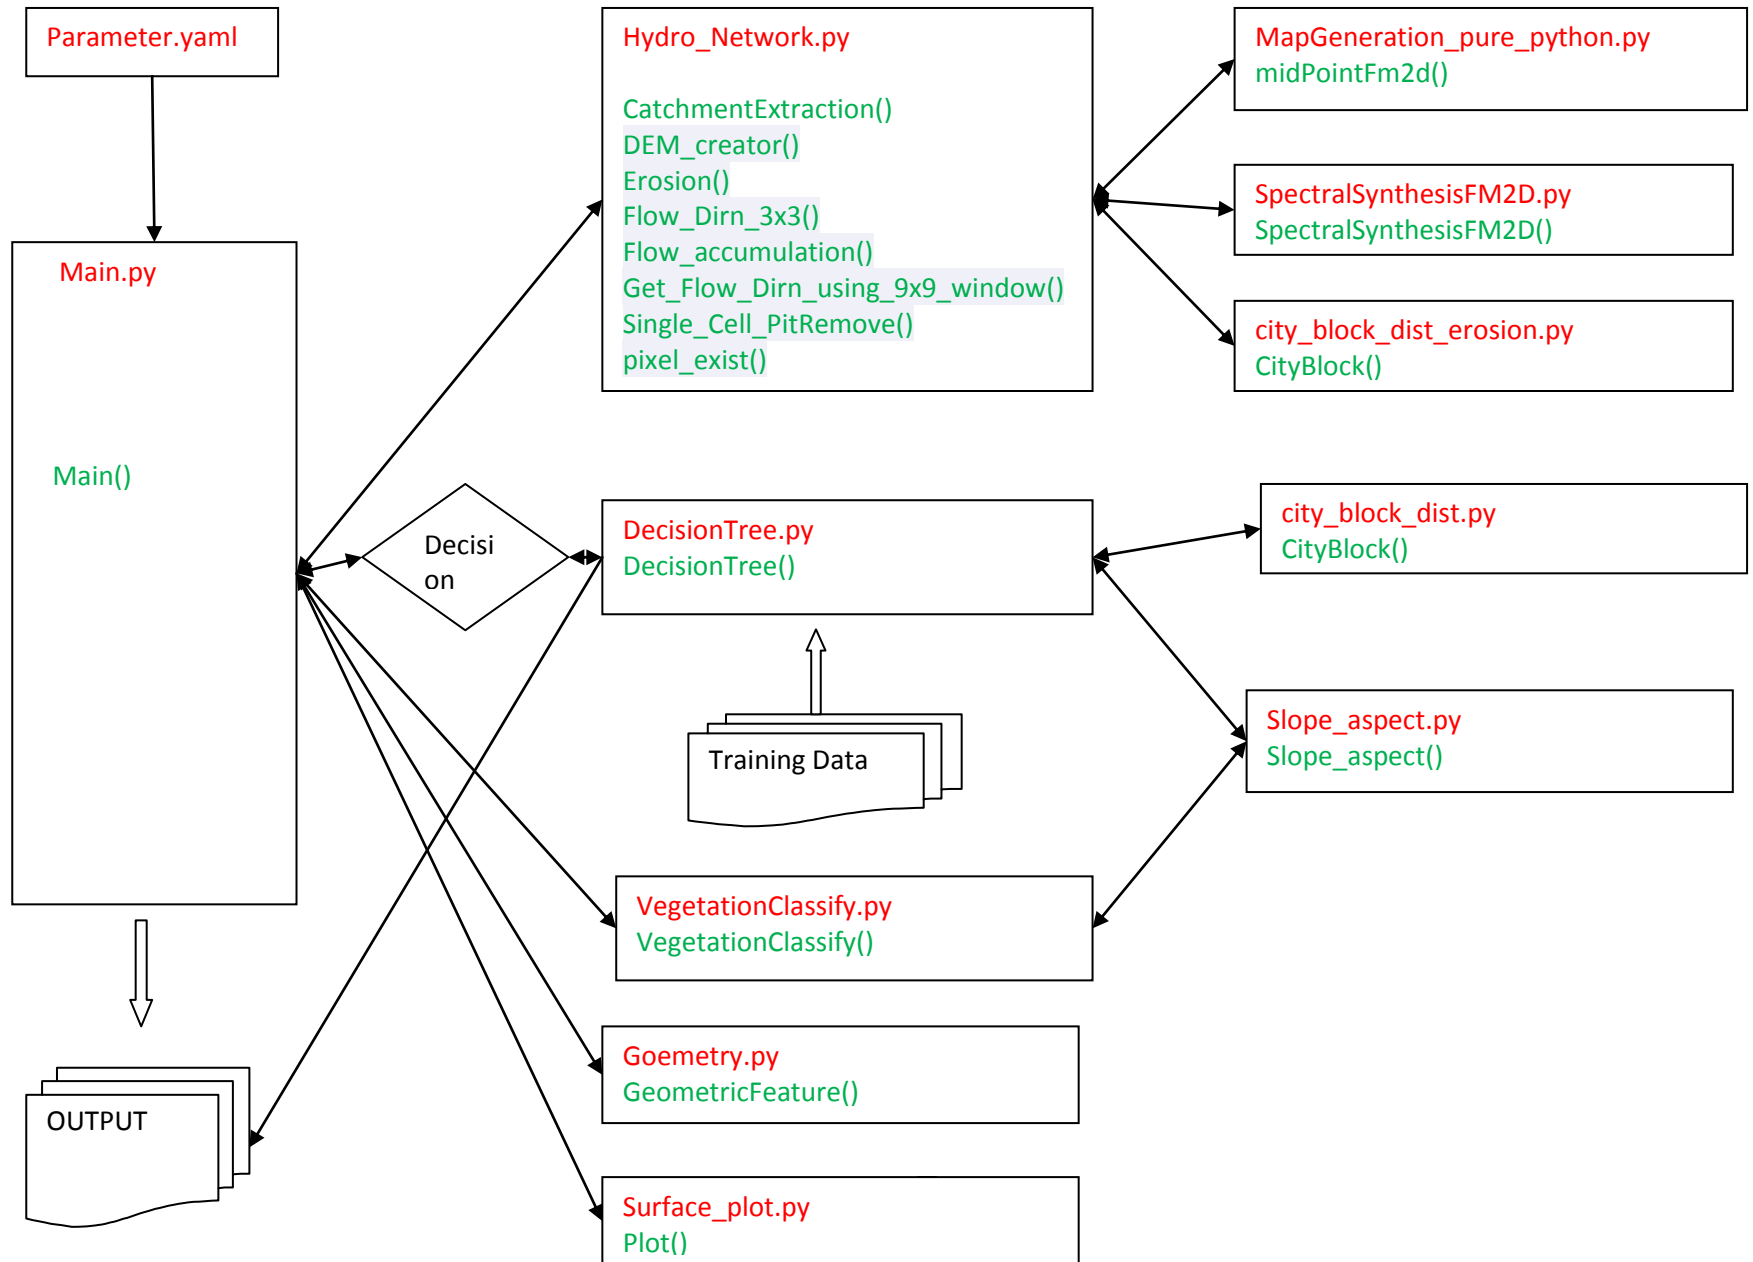 Parameter.yaml
Main.py
Main()
OUTPUT
Decisi
on
Hydro_Network.py
CatchmentExtraction()
DEM_creator()
Erosion()
Flow_Dirn_3x3()
Flow_accumulation()
Get_Flow_Dirn_using_9x9_window()
Single_Cell_PitRemove()
pixel_exist()
DecisionTree.py
DecisionTree()
Training Data
VegetationClassify.py
VegetationClassify()
Goemetry.py
GeometricFeature()
Surface_plot.py
Plot()
MapGeneration_pure_python.py
midPointFm2d()
SpectralSynthesisFM2D.py
SpectralSynthesisFM2D()
city_block_dist_erosion.py
CityBlock()
city_block_dist.py
CityBlock()
Slope_aspect.py
Slope_aspect()